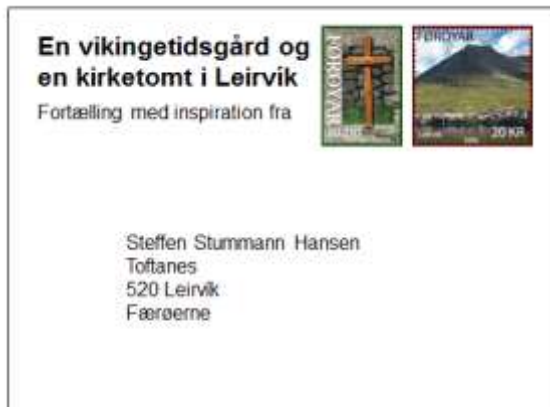 En vikingetidsgård og
en kirketomt i Leirvík
Fortælling med inspiration fra
FØROYAR
FØROYAR
20 KR
Steffen Stummann Hansen
Toftanes
520 Leirvík
Færøerne